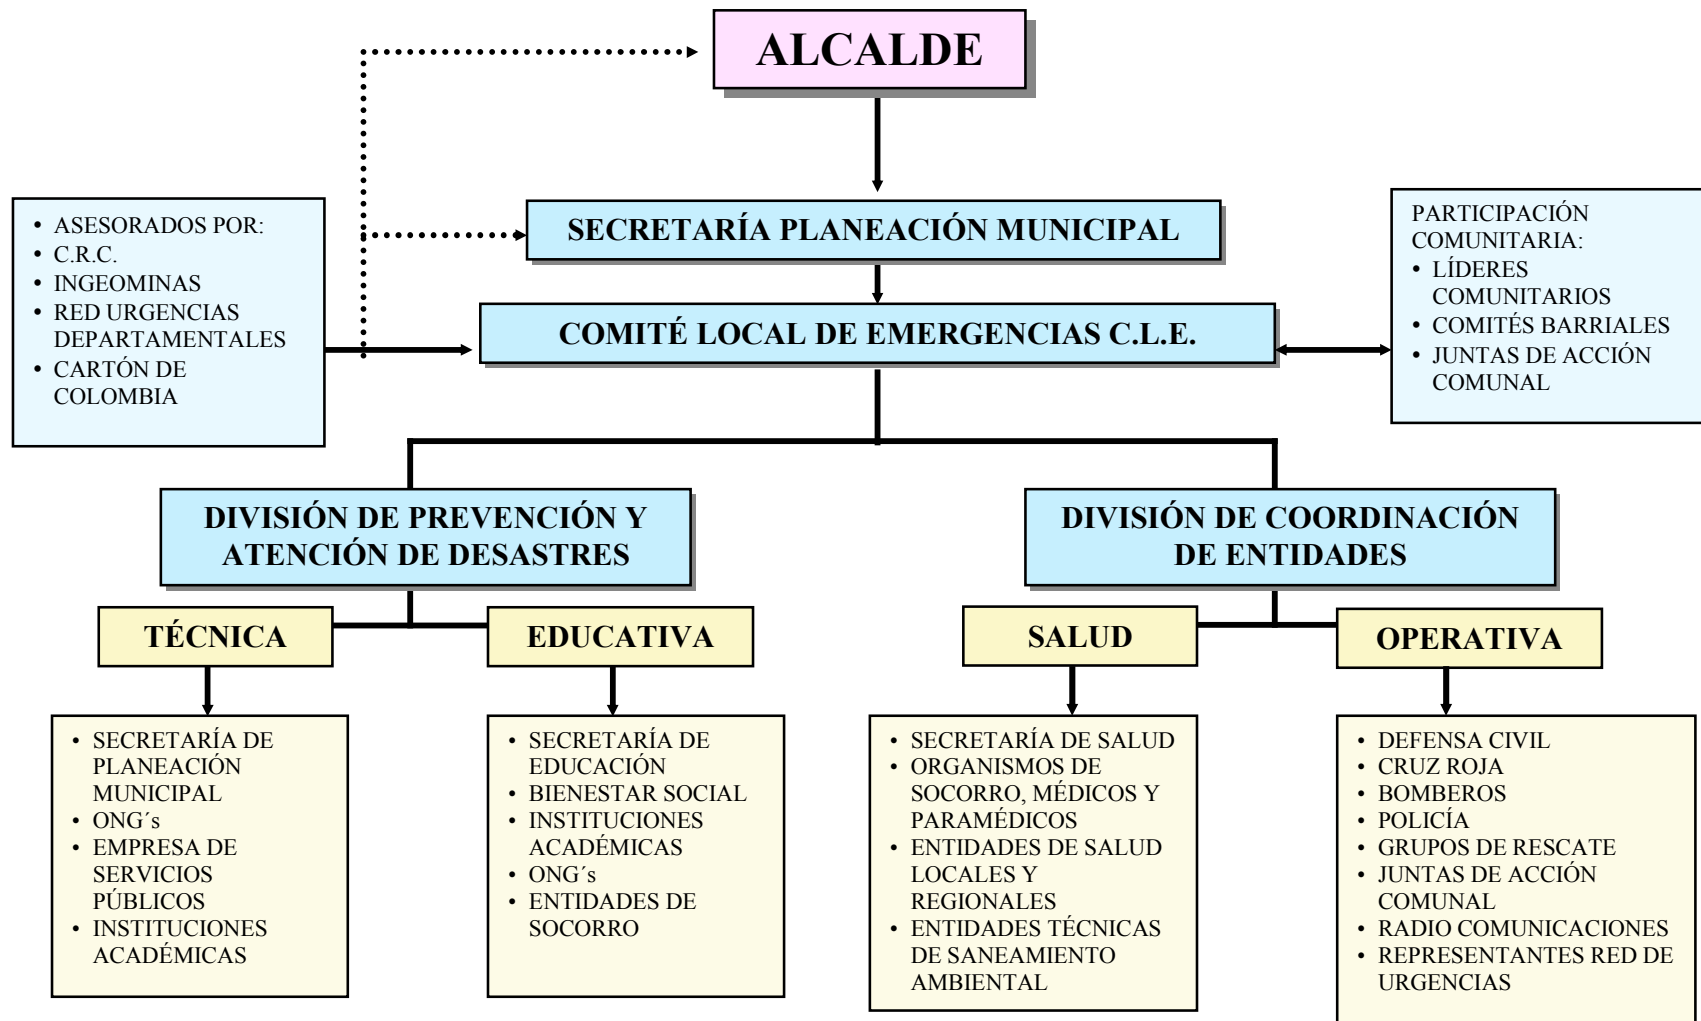 ALCALDE
SECRETARÍA PLANEACIÓN MUNICIPAL
COMITÉ LOCAL DE EMERGENCIAS C.L.E.
• ASESORADOS POR:
• C.R.C.
• INGEOMINAS
• RED URGENCIAS
DEPARTAMENTALES
• CARTÓN DE
COLOMBIA
PARTICIPACIÓN
COMUNITARIA:
• LÍDERES
COMUNITARIOS
• COMITÉS BARRIALES
• JUNTAS DE ACCIÓN
COMUNAL
DIVISIÓN DE PREVENCIÓN Y
ATENCIÓN DE DESASTRES
DIVISIÓN DE COORDINACIÓN
DE ENTIDADES
TÉCNICA
EDUCATIVA
SALUD
OPERATIVA
• SECRETARÍA DE
PLANEACIÓN
MUNICIPAL
• ONG´s
• EMPRESA DE
SERVICIOS
PÚBLICOS
• INSTITUCIONES
ACADÉMICAS
• SECRETARÍA DE
EDUCACIÓN
• BIENESTAR SOCIAL
• INSTITUCIONES
ACADÉMICAS
• ONG´s
• ENTIDADES DE
SOCORRO
• SECRETARÍA DE SALUD
• ORGANISMOS DE
SOCORRO, MÉDICOS Y
PARAMÉDICOS
• ENTIDADES DE SALUD
LOCALES Y
REGIONALES
• ENTIDADES TÉCNICAS
DE SANEAMIENTO
AMBIENTAL
• DEFENSA CIVIL
• CRUZ ROJA
• BOMBEROS
• POLICÍA
• GRUPOS DE RESCATE
• JUNTAS DE ACCIÓN
COMUNAL
• RADIO COMUNICACIONES
• REPRESENTANTES RED DE
URGENCIAS